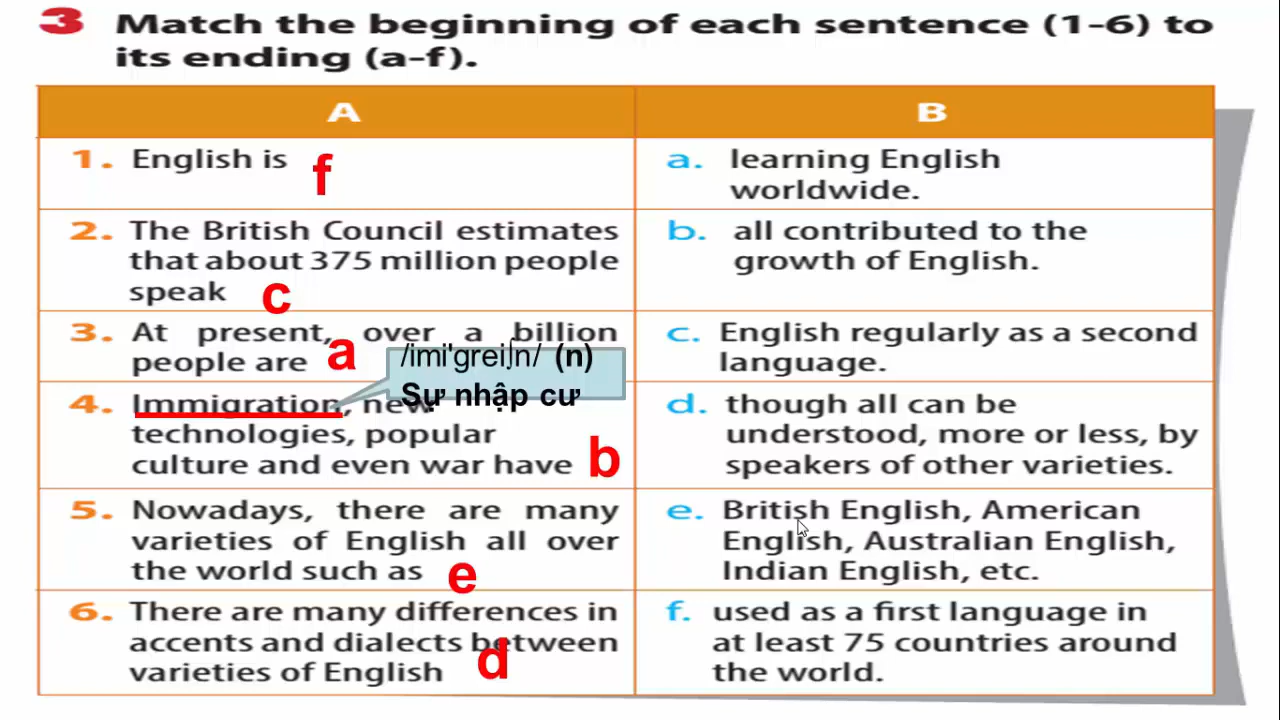 3 Match the beginning of each sentence (1-6) to
its ending (a-f).
A
B
1. English is
f
a. learning English
worldwide.
2. The British Council estimates
that about 375 million people
speak
c
b. all contributed to the
growth of English.
3. At present, over a billion
people are
a
c. English regularly as a second
language.
/imi'greiʃn/ (n)
Sự nhập cư
4. Immigration, new
technologies, popular
culture and even war have
b
d. though all can be
understood, more or less, by
speakers of other varieties.
5. Nowadays, there are many
varieties of English all over
the world such as
e
e. British English, American
English, Australian English,
Indian English, etc.
6. There are many differences in
accents and dialects between
varieties of English
d
f. used as a first language in
at least 75 countries around
the world.